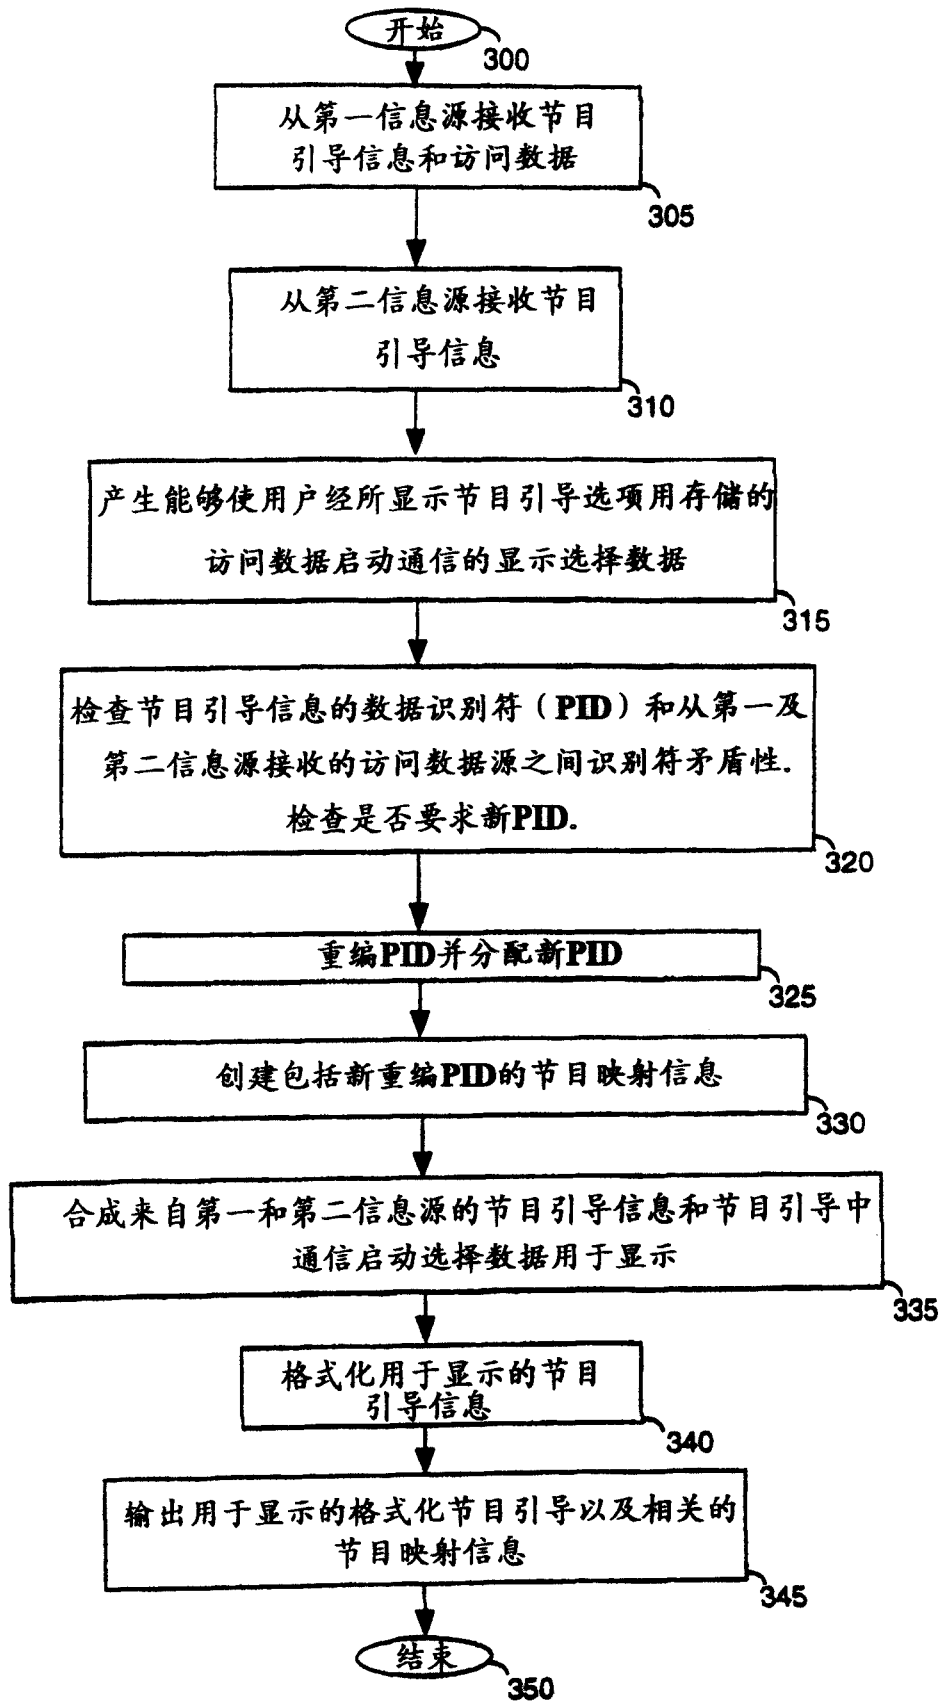 开始
300
从第一信息源接收节目
引导信息和访问数据
305
从第二信息源接收节目
引导信息
310
产生能够使用户经所显示节目引导选项用存储的
访问数据启动通信的显示选择数据
315
检查节目引导信息的数据识别符(PID)和从第一及
第二信息源接收的访问数据源之间识别符矛盾性.
检查是否要求新PID.
320
重编PID并分配新PID
325
创建包括新重编PID的节目映射信息
330
合成来自第一和第二信息源的节目引导信息和节目引导中
通信启动选择数据用于显示
335
格式化用于显示的节目
引导信息
340
输出用于显示的格式化节目引导以及相关的
节目映射信息
345
结束
350